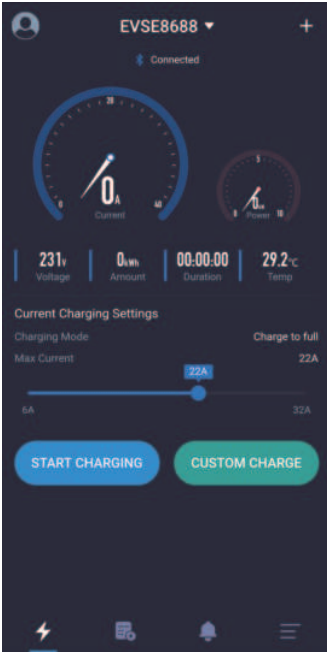 EVSE8688 ▼ +
Connected
20
0 40
0A
Current
5
0 10
0kW
Power
231V 0kWh 00:00:00 29.2°C
Voltage Amount Duration Temp
Current Charging Settings
Charging Mode Charge to full
Max Current 22A
22A
6A 32A
START CHARGING CUSTOM CHARGE